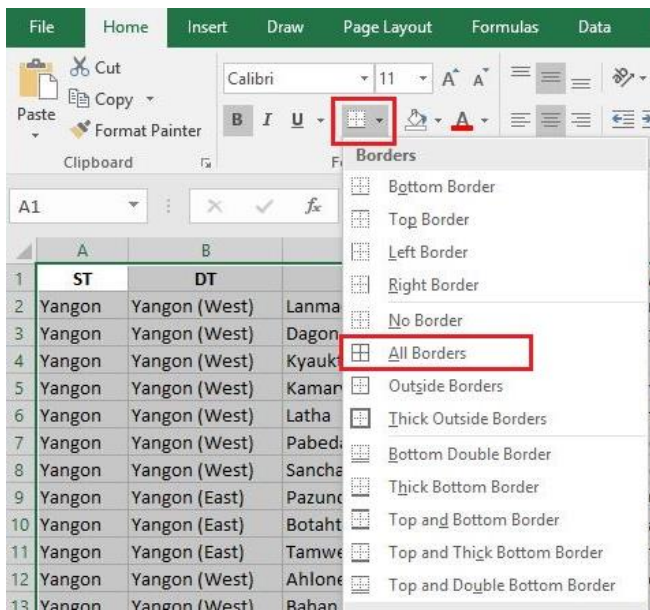 File Home Insert Draw Page Layout Formulas Data
Cut
Calibri 11 A A
Copy
Paste
Format Painter
B I U A
Clipboard
Borders
Bottom Border
Top Border
Left Border
Right Border
No Border
All Borders
Outside Borders
Thick Outside Borders
Bottom Double Border
Thick Bottom Border
Top and Bottom Border
Top and Thick Bottom Border
Top and Double Bottom Border
A1 fx
A B
1 ST DT
2 Yangon Yangon (West) Lanma
3 Yangon Yangon (West) Dagon
4 Yangon Yangon (West) Kyaukt
5 Yangon Yangon (West) Kamar
6 Yangon Yangon (West) Latha
7 Yangon Yangon (West) Pabeda
8 Yangon Yangon (West) Sancha
9 Yangon Yangon (East) Pazund
10 Yangon Yangon (East) Botaht
11 Yangon Yangon (East) Tamwe
12 Yangon Yangon (West) Ahlone
13 Yangon Yangon (West) Bahan